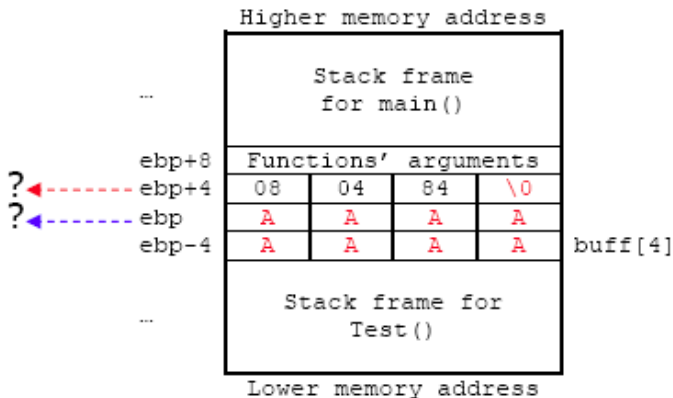 Higher memory address
Stack frame
for main()
…
ebp+8 Functions’ arguments
? ebp+4 08 04 84 \0
? ebp A A A A
ebp-4 A A A A buff[4]
Stack frame for
Test()
…
Lower memory address